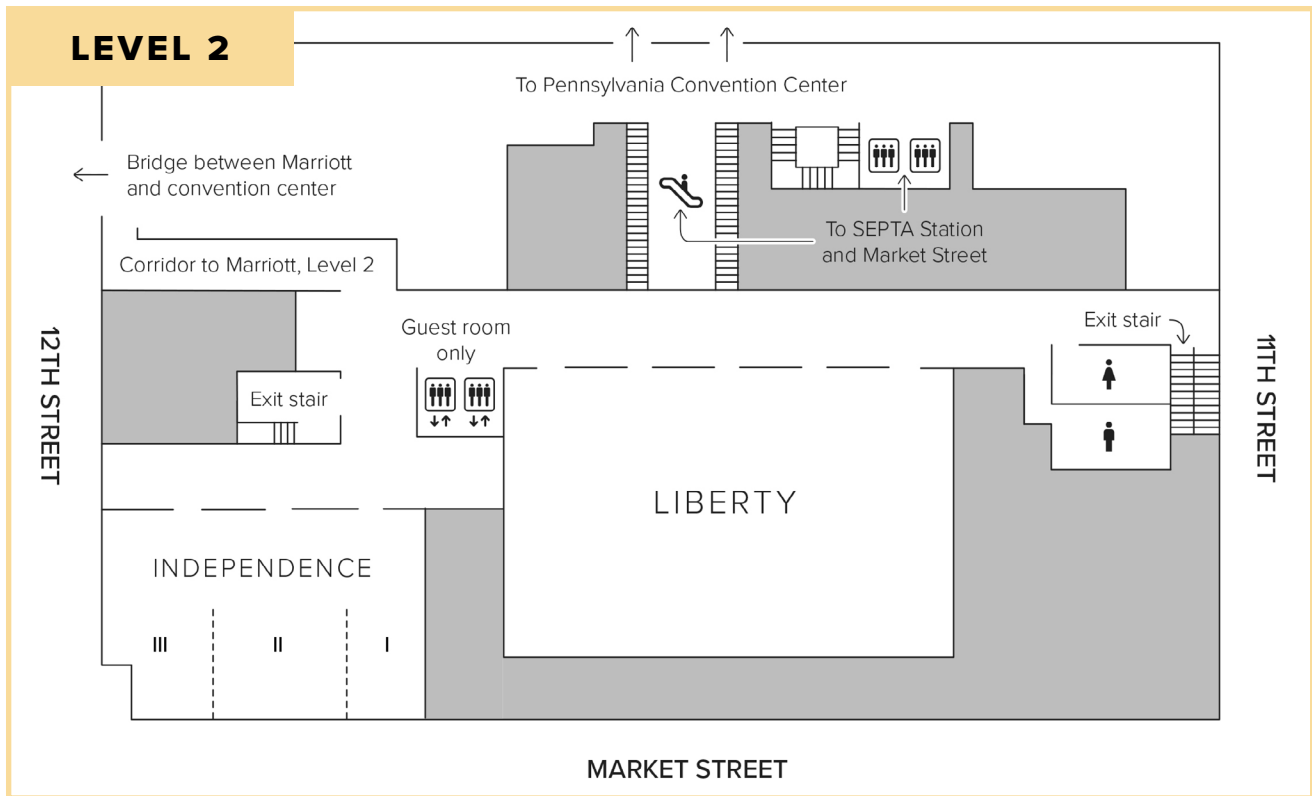 LEVEL 2
To Pennsylvania Convention Center
Bridge between Marriott
and convention center
To SEPTA Station
and Market Street
Corridor to Marriott, Level 2
Guest room
only
Exit stair
Exit stair
12TH STREET
11TH STREET
LIBERTY
INDEPENDENCE
III
II
I
MARKET STREET